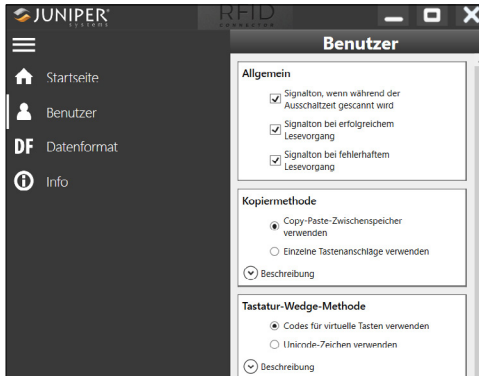 JUNIPER®
systems
RFID
CONNECTOR
Startseite
Benutzer
DF Datenformat
Info
Benutzer
Allgemein
Signalton, wenn während der
Ausschaltzeit gescannt wird
Signalton bei erfolgreichem
Lesevorgang
Signalton bei fehlerhaftem
Lesevorgang
Kopiermethode
Copy-Paste-Zwischenspeicher
verwenden
Einzelne Tastenanschläge verwenden
Beschreibung
Tastatur-Wedge-Methode
Codes für virtuelle Tasten verwenden
Unicode-Zeichen verwenden
Beschreibung